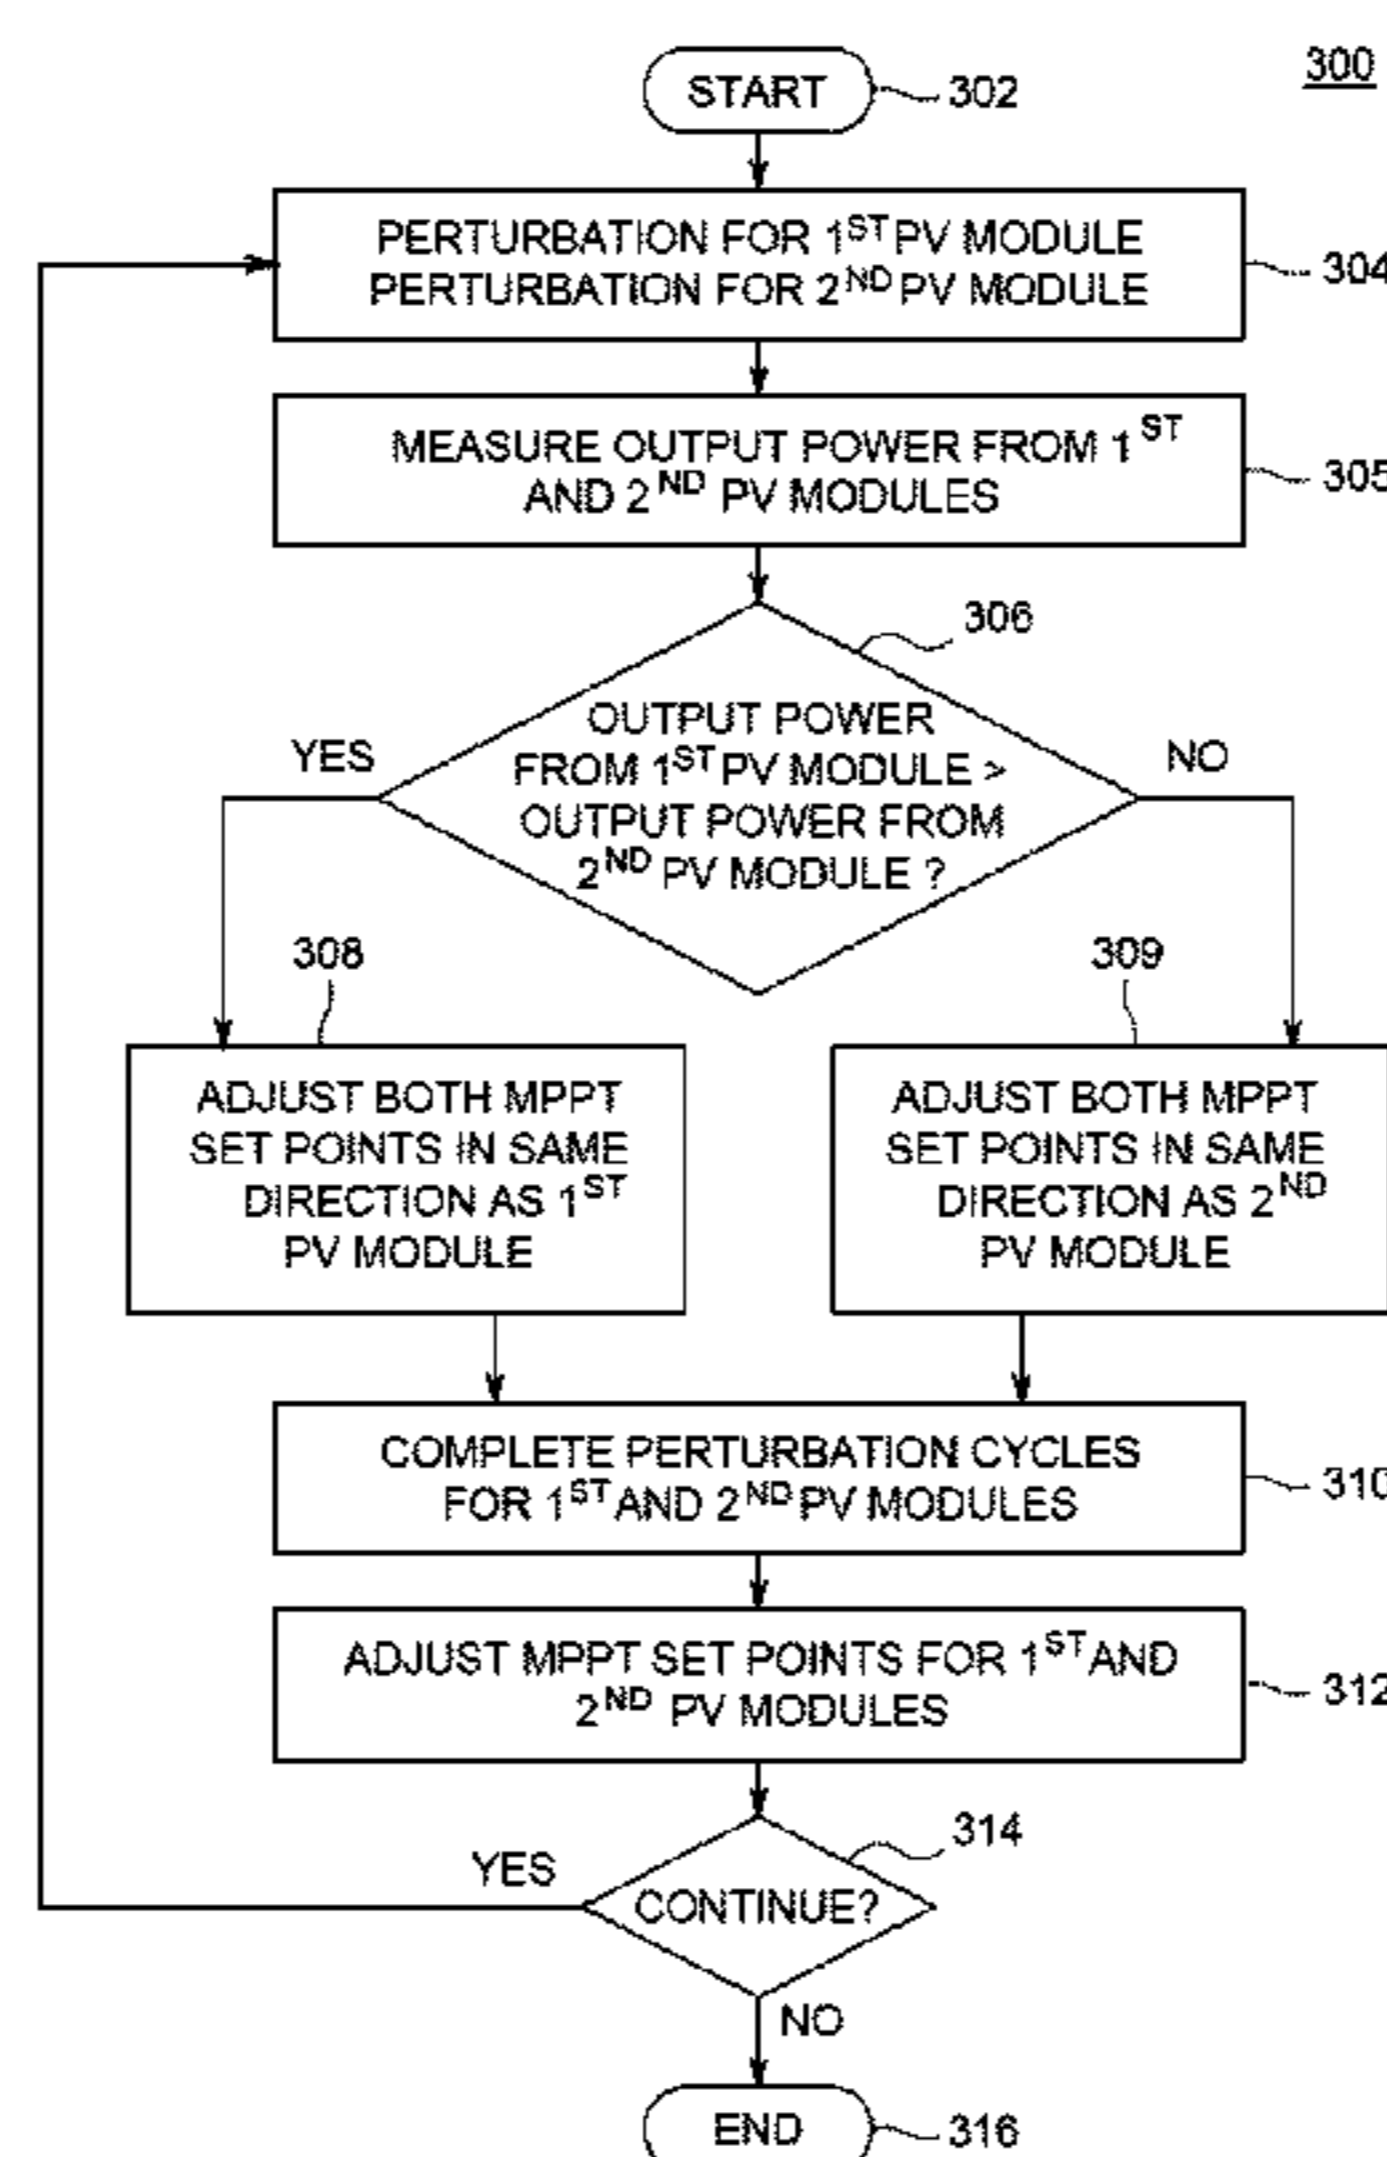 300
START
302
PERTURBATION FOR 1ST PV MODULE
PERTURBATION FOR 2ND PV MODULE
304
MEASURE OUTPUT POWER FROM 1ST
AND 2ND PV MODULES
305
306
OUTPUT POWER
FROM 1ST PV MODULE >
OUTPUT POWER FROM
2ND PV MODULE ?
YES
NO
308
ADJUST BOTH MPPT
SET POINTS IN SAME
DIRECTION AS 1ST
PV MODULE
309
ADJUST BOTH MPPT
SET POINTS IN SAME
DIRECTION AS 2ND
PV MODULE
COMPLETE PERTURBATION CYCLES
FOR 1ST AND 2ND PV MODULES
310
ADJUST MPPT SET POINTS FOR 1ST AND
2ND PV MODULES
312
314
YES
CONTINUE?
NO
END
316